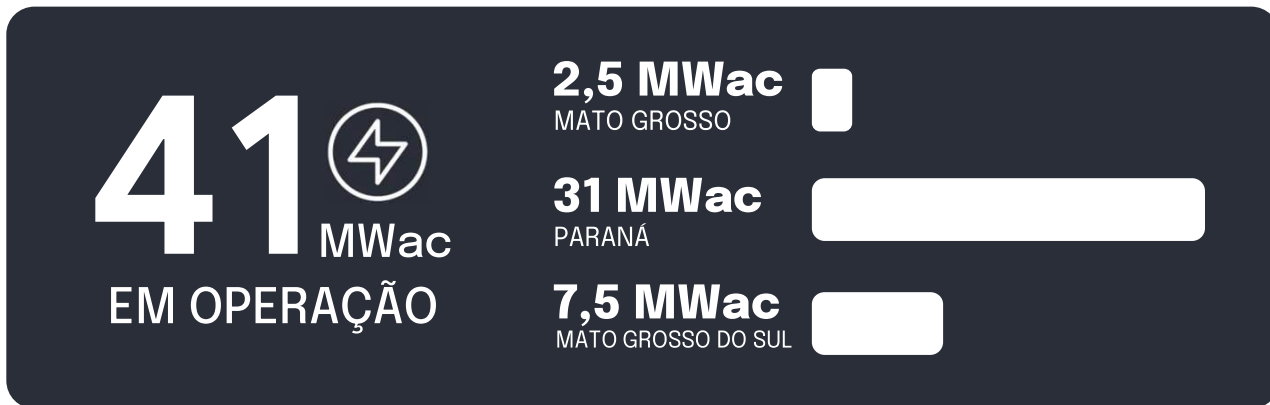 41
MWac
EM OPERAÇÃO
2,5 MWac
MATO GROSSO
31 MWac
PARANÁ
7,5 MWac
MATO GROSSO DO SUL